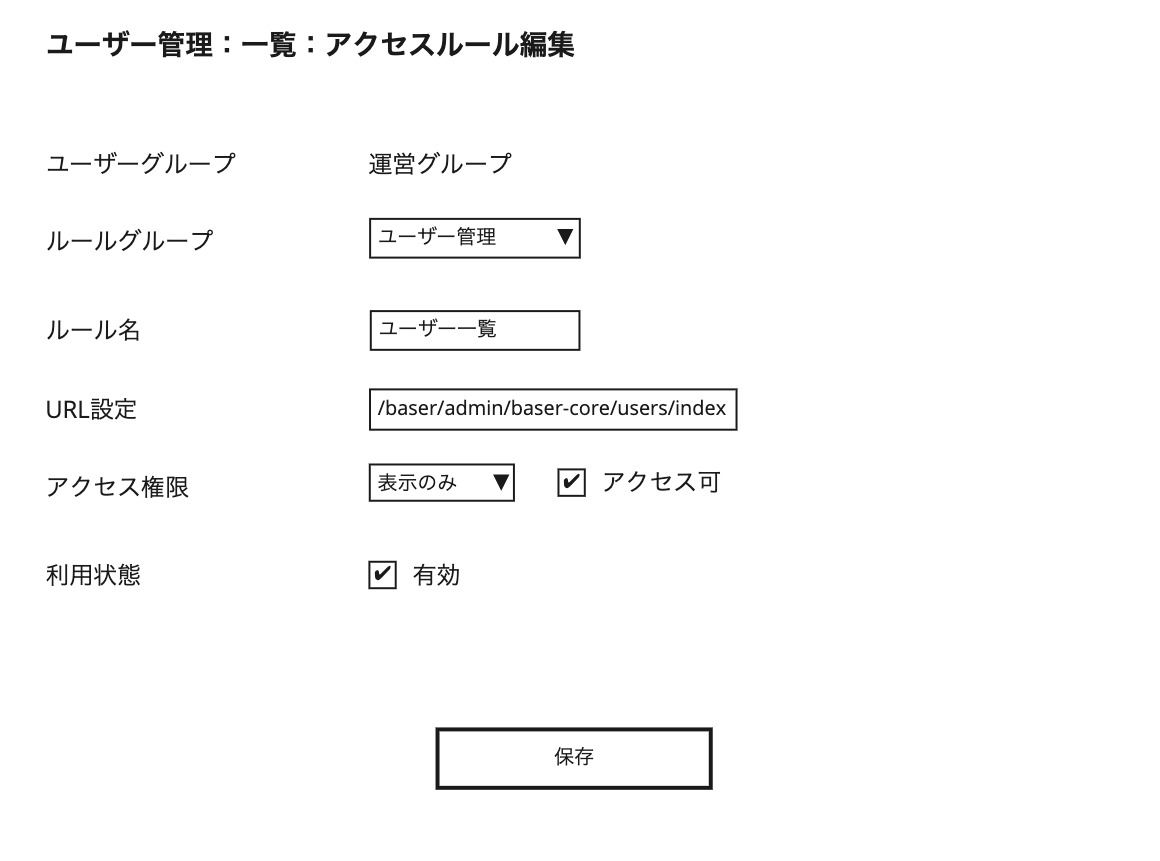 ユーザー管理：一覧：アクセスルール編集
ユーザーグループ 運営グループ
ルールグループ ユーザー管理 ▼
ルール名 ユーザー一覧
URL設定 /baser/admin/baser-core/users/index
アクセス権限 表示のみ ▼ ✔ アクセス可
利用状態 ✔ 有効
保存